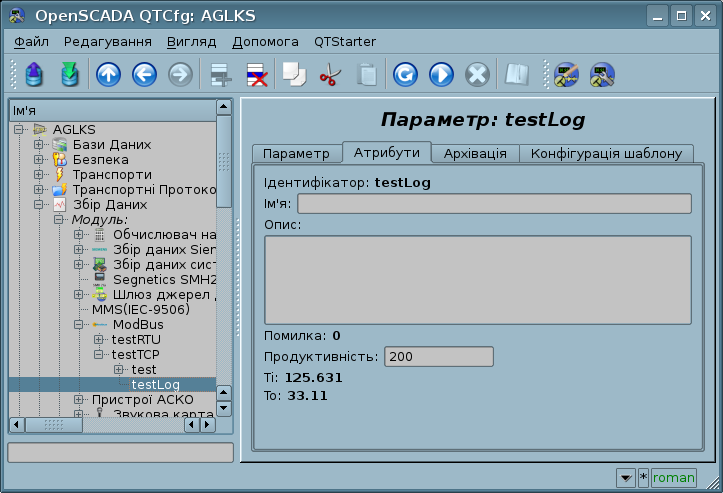 OpenSCADA QTCfg: AGLKS
Файл Редагування Вигляд Допомога QTStarter
Ім'я
AGLKS
Бази Даних
Безпека
Транспорти
Транспортні Протоко
Збір Даних
Модуль:
Обчислювач на
Збір даних Sien
Збір даних сист
Segnetics SMH2
Шлюз джерел д
MMS(IEC-9506)
ModBus
testRTU
testTCP
test
testLog
Пристрої АСКО
Звукова карта
Параметр: testLog
Параметр Атрибути Архівація Конфігурація шаблону
Ідентифікатор: testLog
Ім'я:
Опис:
Помилка: 0
Продуктивність: 200
Ti: 125.631
To: 33.11
* roman